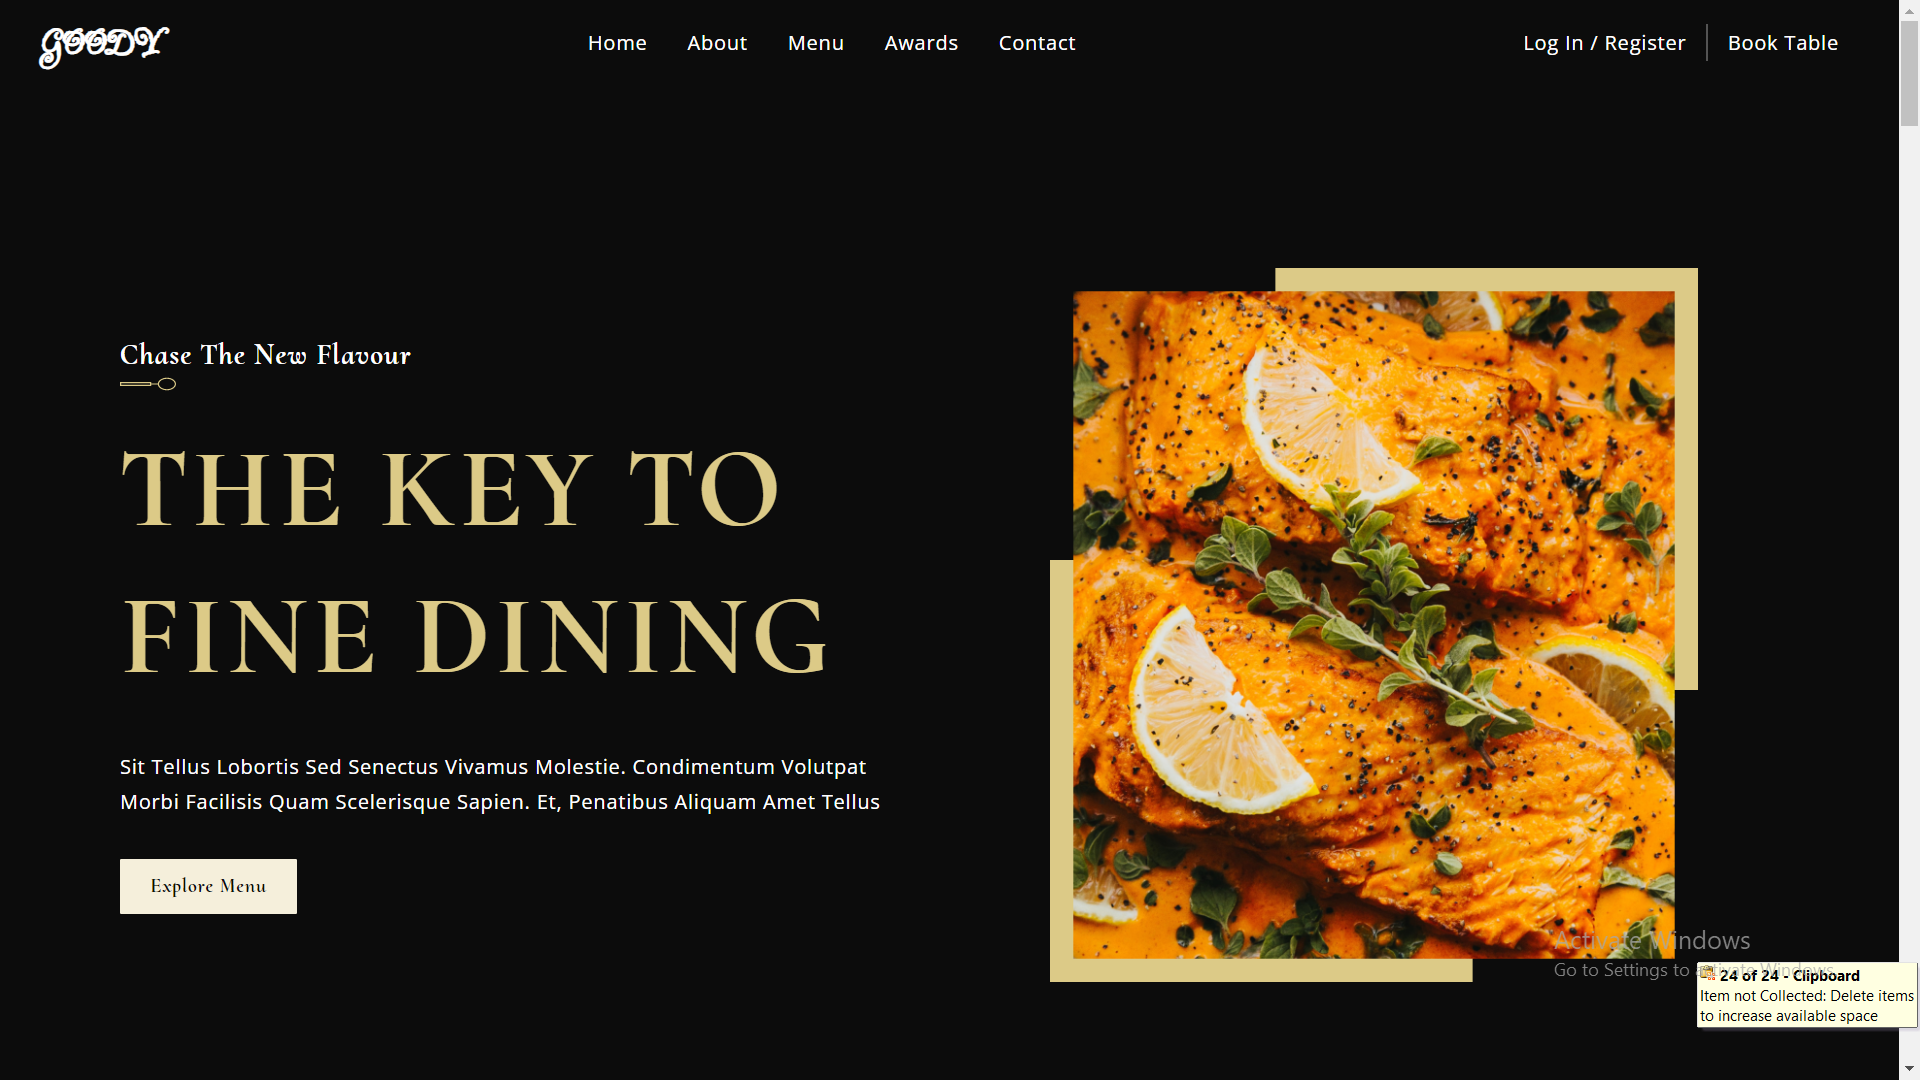 GOODY
Home About Menu Awards Contact
Log In / Register Book Table
Chase The New Flavour
THE KEY TO
FINE DINING
Sit Tellus Lobortis Sed Senectus Vivamus Molestie. Condimentum Volutpat
Morbi Facilisis Quam Scelerisque Sapien. Et, Penatibus Aliquam Amet Tellus
Explore Menu
Activate Windows
Go to Settings to activate Windows.
24 of 24 - Clipboard
Item not Collected: Delete items
to increase available space